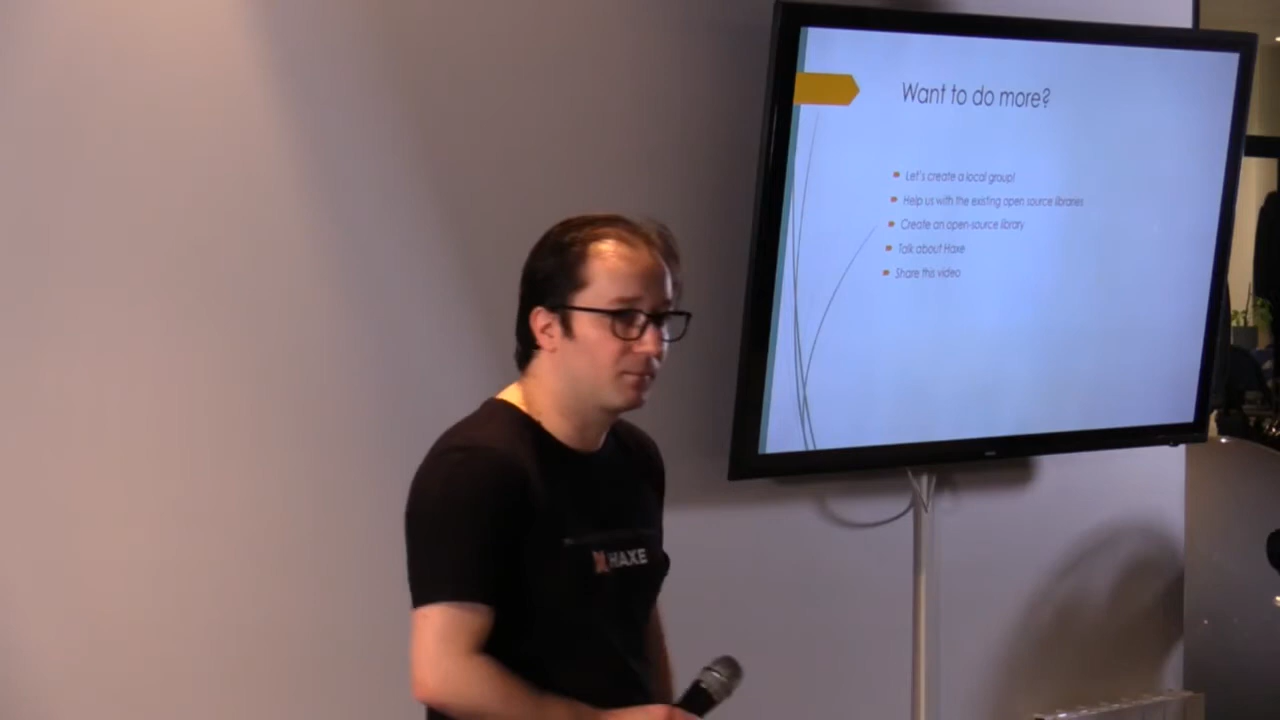 Want to do more?
Let's create a local group!
Help us with the existing open source libraries
Create an open-source library
Talk about Haxe
Share this video
HAXE